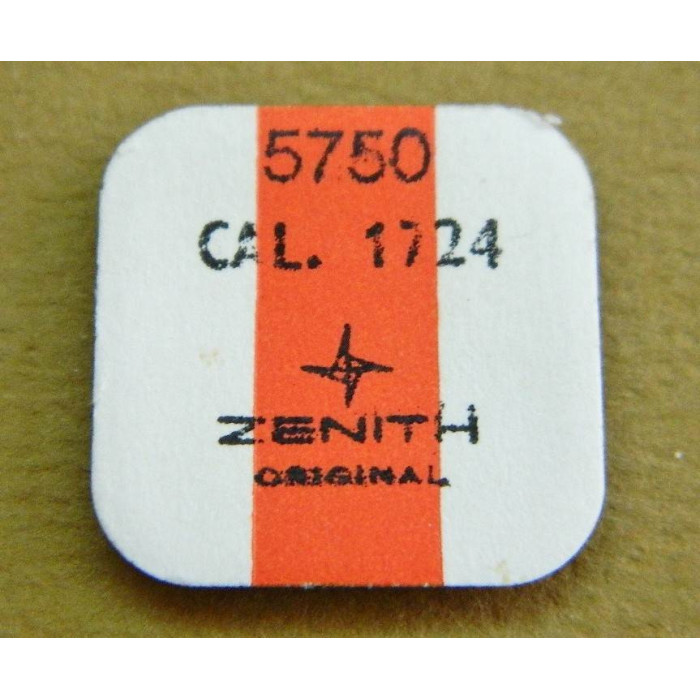 5750
CAL. 1724
ZENITH
ORIGINAL